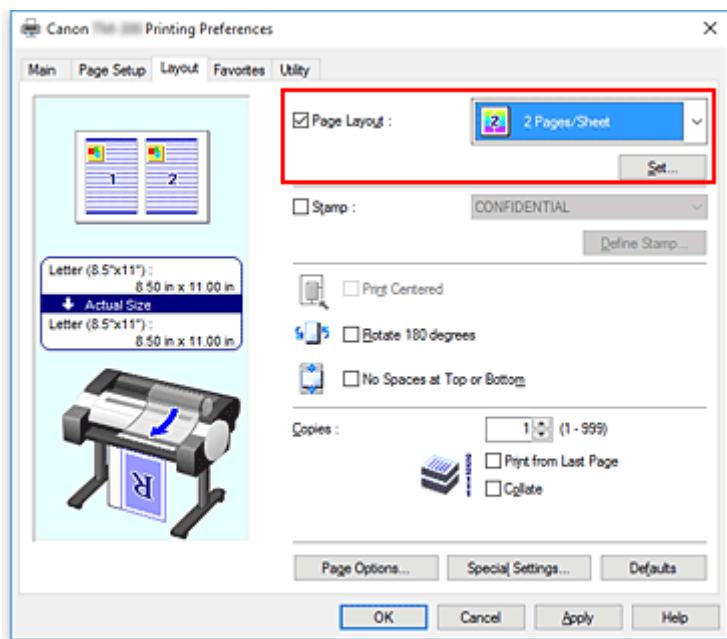 Canon Printing Preferences
Main Page Setup Layout Favorites Utility
1 2
Letter (8.5"x11") :
8.50 in x 11.00 in
Actual Size
Letter (8.5"x11") :
8.50 in x 11.00 in
R
Page Layout : 2 2 Pages/Sheet
Set...
Stamp : CONFIDENTIAL
Define Stamp...
Print Centered
Rotate 180 degrees
No Spaces at Top or Bottom
Copies : 1 (1 - 999)
Print from Last Page
Collate
Page Options... Special Settings... Defaults
OK Cancel Apply Help